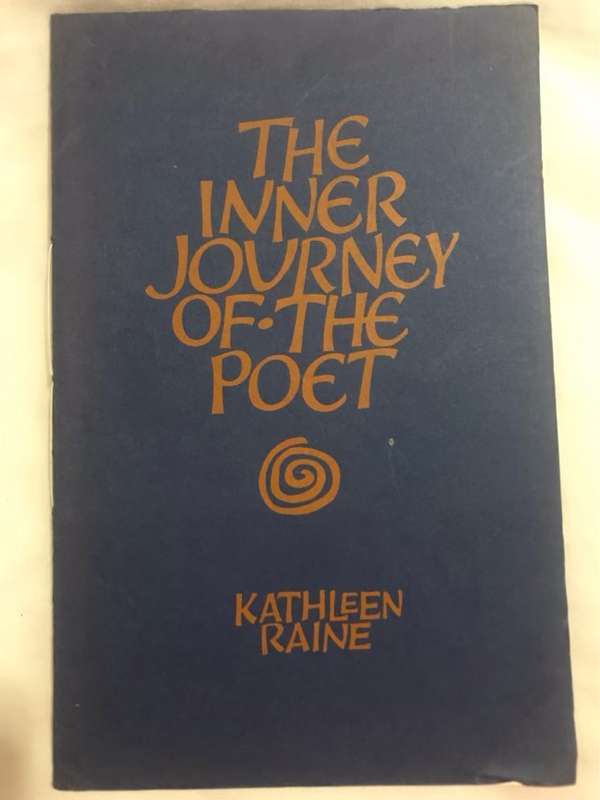 THE
INNER
JOURNEY
OF·THE
POET
KATHLEEN
RAINE